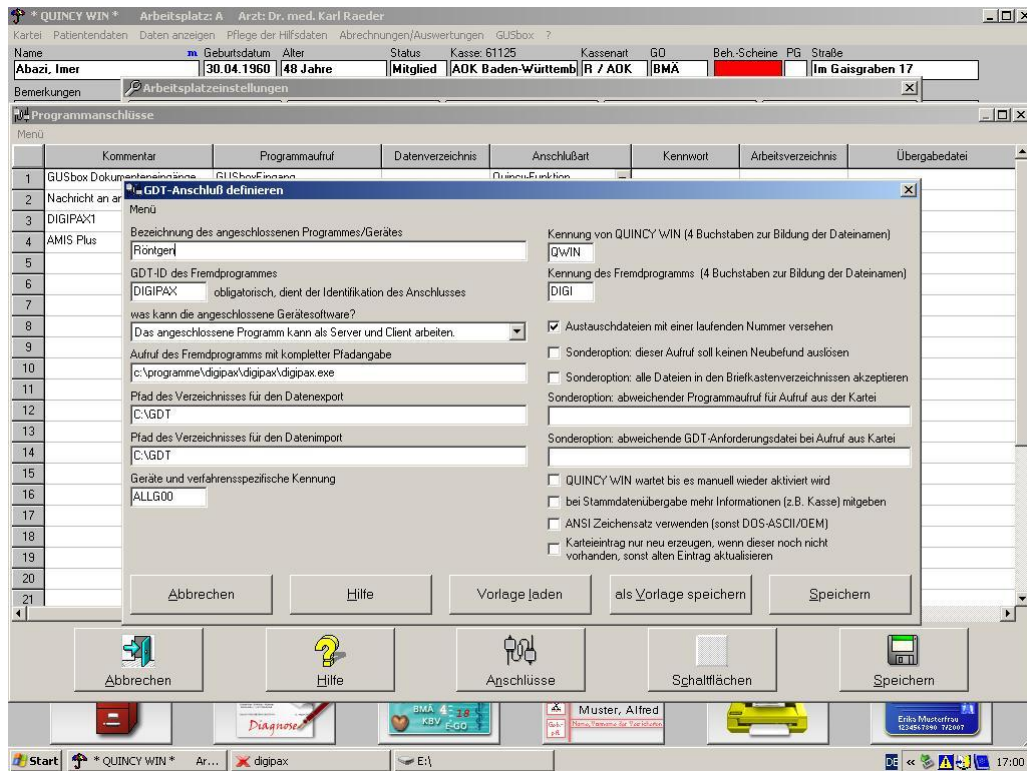 * QUINCY WIN * Arbeitsplatz: A Arzt: Dr. med. Karl Raeder
Kartei Patientendaten Daten anzeigen Pflege der Hilfsdaten Abrechnungen/Auswertungen GUSbox ?
Name m Geburtsdatum Alter Status Kasse: 61125 Kassenart GO Beh.-Scheine PG Straße
Abazi, Imer 30.04.1960 48 Jahre Mitglied AOK Baden-Württemb R / AOK BMÄ Im Gaisgraben 17
Bemerkungen
Arbeitsplatzeinstellungen
Programmanschlüsse
Menü
Kommentar Programmaufruf Datenverzeichnis Anschlußart Kennwort Arbeitsverzeichnis Übergabedatei
1 GUSbox Dokumenteneingänge GUSboxEingang Quincy-Funktion
2 Nachricht an ar
3 DIGIPAX1
4 AMIS Plus
5
6
7
8
9
10
11
12
13
14
15
16
17
18
19
20
21
GDT-Anschluß definieren
Menü
Bezeichnung des angeschlossenen Programmes/Gerätes
Röntgen
GDT-ID des Fremdprogrammes
DIGIPAX obligatorisch, dient der Identifikation des Anschlusses
was kann die angeschlossene Gerätesoftware?
Das angeschlossene Programm kann als Server und Client arbeiten.
Aufruf des Fremdprogramms mit kompletter Pfadangabe
c:\programme\digipax\digipax\digipax.exe
Pfad des Verzeichnisses für den Datenexport
C:\GDT
Pfad des Verzeichnisses für den Datenimport
C:\GDT
Geräte und verfahrensspezifische Kennung
ALLG00
Kennung von QUINCY WIN (4 Buchstaben zur Bildung der Dateinamen)
QWIN
Kennung des Fremdprogramms (4 Buchstaben zur Bildung der Dateinamen)
DIGI
Austauschdateien mit einer laufenden Nummer versehen
Sonderoption: dieser Aufruf soll keinen Neubefund auslösen
Sonderoption: alle Dateien in den Briefkastenverzeichnissen akzeptieren
Sonderoption: abweichender Programmaufruf für Aufruf aus der Kartei
Sonderoption: abweichende GDT-Anforderungsdatei bei Aufruf aus Kartei
QUINCY WIN wartet bis es manuell wieder aktiviert wird
bei Stammdatenübergabe mehr Informationen (z.B. Kasse) mitgeben
ANSI Zeichensatz verwenden (sonst DOS-ASCII/OEM)
Karteieintrag nur neu erzeugen, wenn dieser noch nicht
vorhanden, sonst alten Eintrag aktualisieren
Abbrechen Hilfe Vorlage laden als Vorlage speichern Speichern
Abbrechen Hilfe Anschlüsse Schaltflächen Speichern
Diagnose
BMÄ 4
KBV E-GO
Muster, Alfred
Erika Musterfrau
1234567890 7/2007
Start * QUINCY WIN * Ar... digipax E:\ DE « 17:00